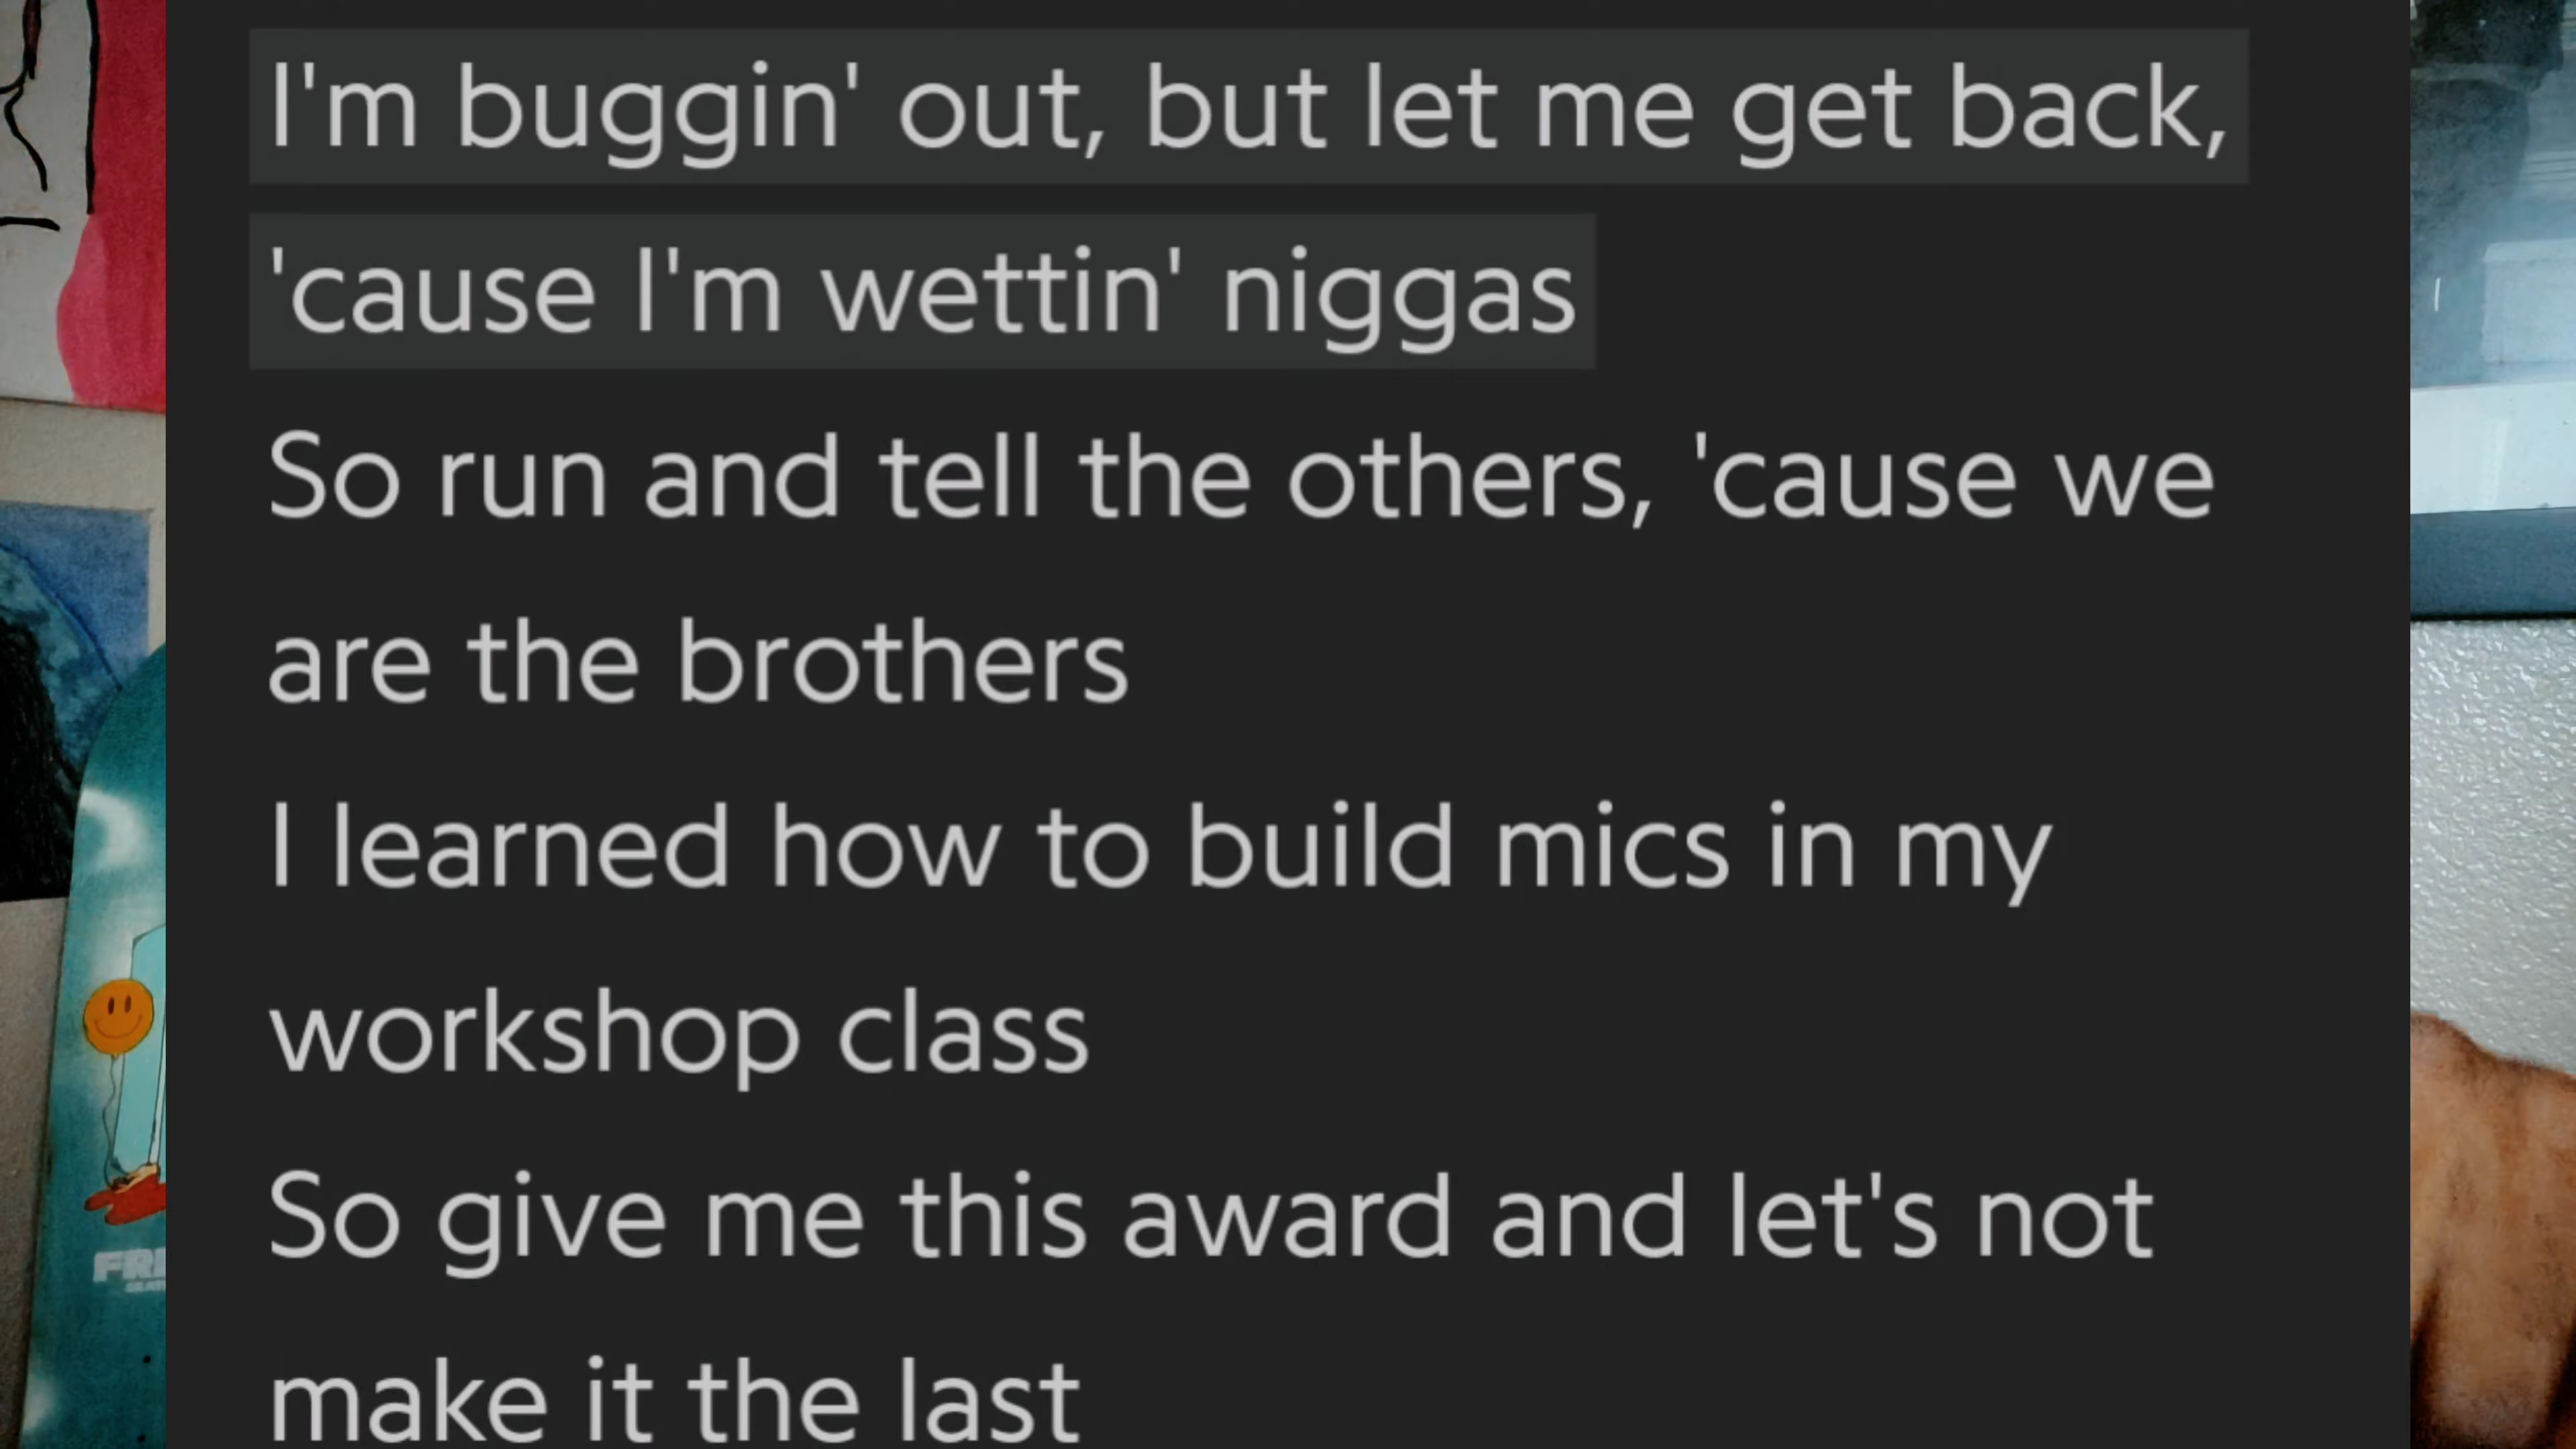 I'm buggin' out, but let me get back,
'cause I'm wettin' niggas
So run and tell the others, 'cause we
are the brothers
I learned how to build mics in my
workshop class
So give me this award and let's not
make it the last